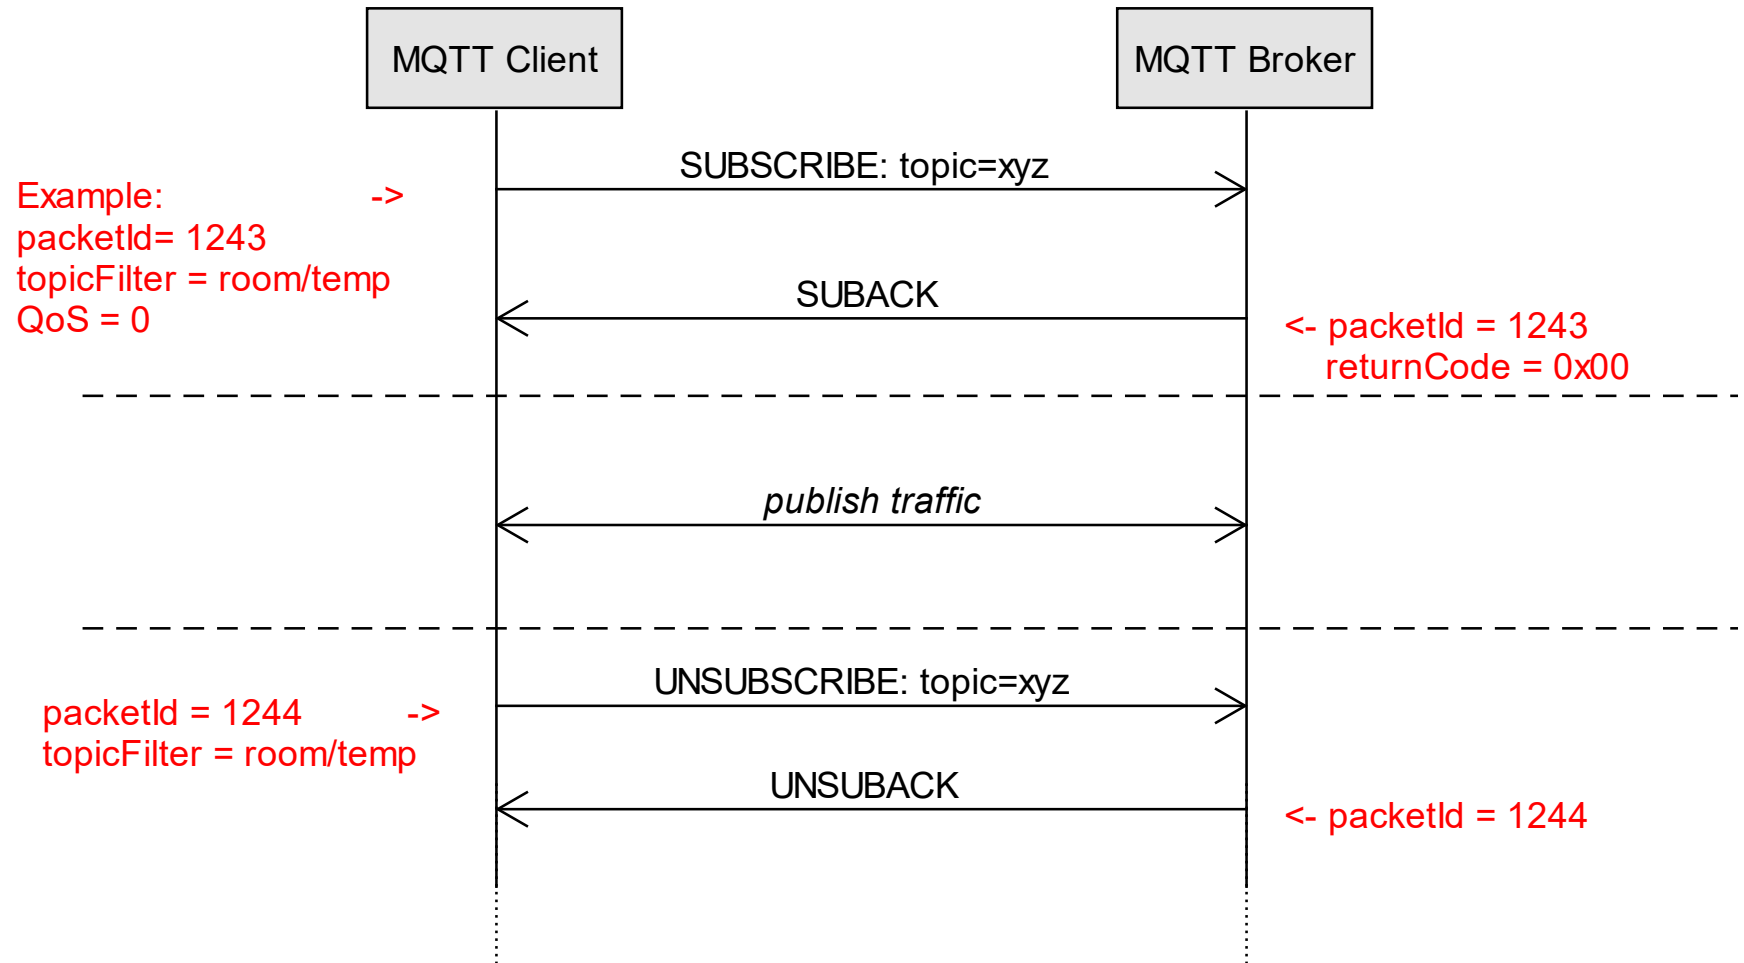 MQTT Client
MQTT Broker
SUBSCRIBE: topic=xyz
Example: ->
packetId= 1243
topicFilter = room/temp
QoS = 0
SUBACK
<- packetId = 1243
returnCode = 0x00
publish traffic
UNSUBSCRIBE: topic=xyz
packetId = 1244 ->
topicFilter = room/temp
UNSUBACK
<- packetId = 1244